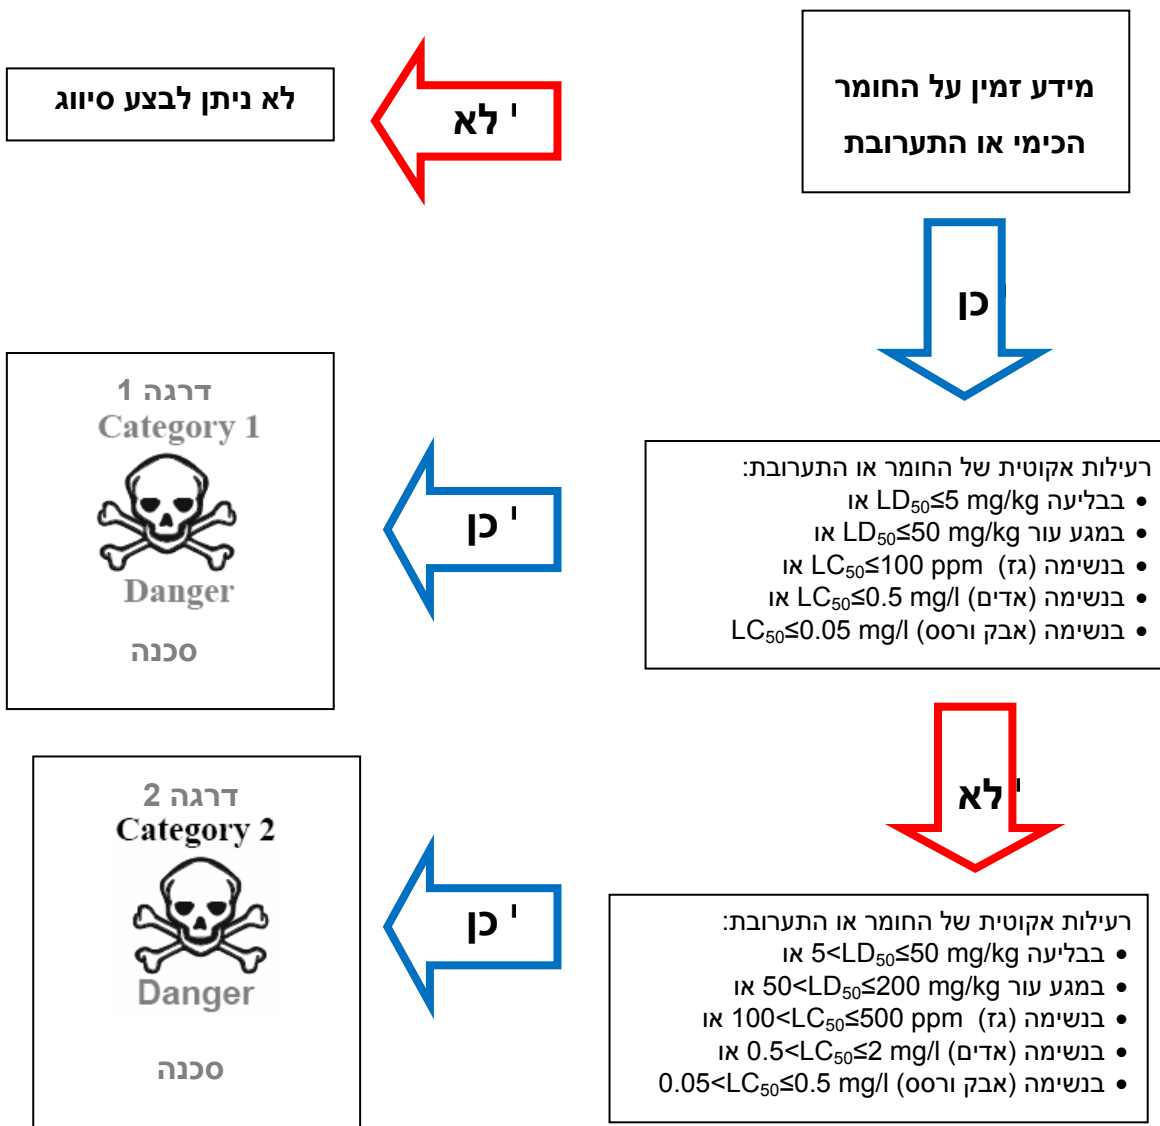 מידע זמין על החומר
הכימי או התערובת
לא
לא ניתן לבצע סיווג
כן
רעילות אקוטית של החומר או התערובת:
• בבליעה LD₅₀≤5 mg/kg או
• במגע עור LD₅₀≤50 mg/kg או
• בנשימה (גז) LC₅₀≤100 ppm או
• בנשימה (אדים) LC₅₀≤0.5 mg/l או
• בנשימה (אבק ורסס) LC₅₀≤0.05 mg/l
כן
דרגה 1
Category 1
Danger
סכנה
לא
רעילות אקוטית של החומר או התערובת:
• בבליעה 5<LD₅₀≤50 mg/kg או
• במגע עור 50<LD₅₀≤200 mg/kg או
• בנשימה (גז) 100<LC₅₀≤500 ppm או
• בנשימה (אדים) 0.5<LC₅₀≤2 mg/l או
• בנשימה (אבק ורסס) 0.05<LC₅₀≤0.5 mg/l
כן
דרגה 2
Category 2
Danger
סכנה